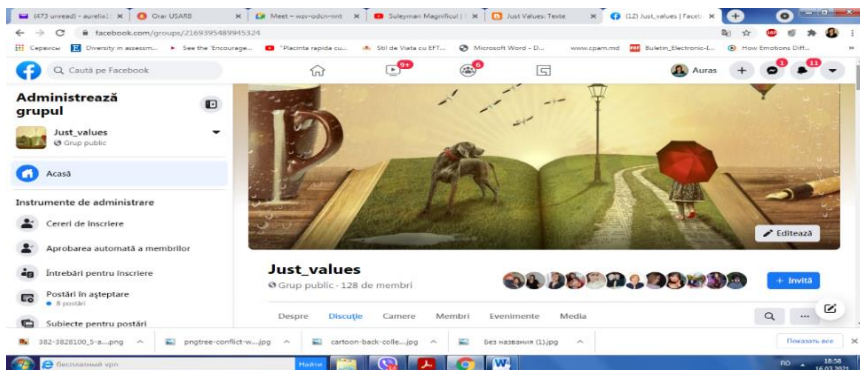 (473 unread) - aurelia
Orar USARB
Meet – wzv-odcn-wnt
Suleyman Magnificul |
Just Values: Texte
(12) Just_values | Faceb
facebook.com/groups/2169395489945324
Сервисы
Diversity in assessm...
See the 'Encourage...
"Placinta rapida cu...
Stil de Viata cu EFT...
Microsoft Word - D...
www.cpam.md
Buletin_Electronic-L...
How Emotions Diff...
Caută pe Facebook
9+
6
Auras
1
11
Administrează
grupul
Just_values
Grup public
Acasă
Instrumente de administrare
Cereri de înscriere
Aprobarea automată a membrilor
Întrebări pentru înscriere
Postări în așteptare
8 postări
Subiecte pentru postări
Editează
Just_values
Grup public · 128 de membri
+ Invită
Despre
Discuție
Camere
Membri
Evenimente
Media
382-3828100_5-a...png
pngtree-conflict-w...jpg
cartoon-back-colle...jpg
Без названия (1).jpg
Показать все
Бесплатный vpn
Найти
RO
18:58
16.03.2021